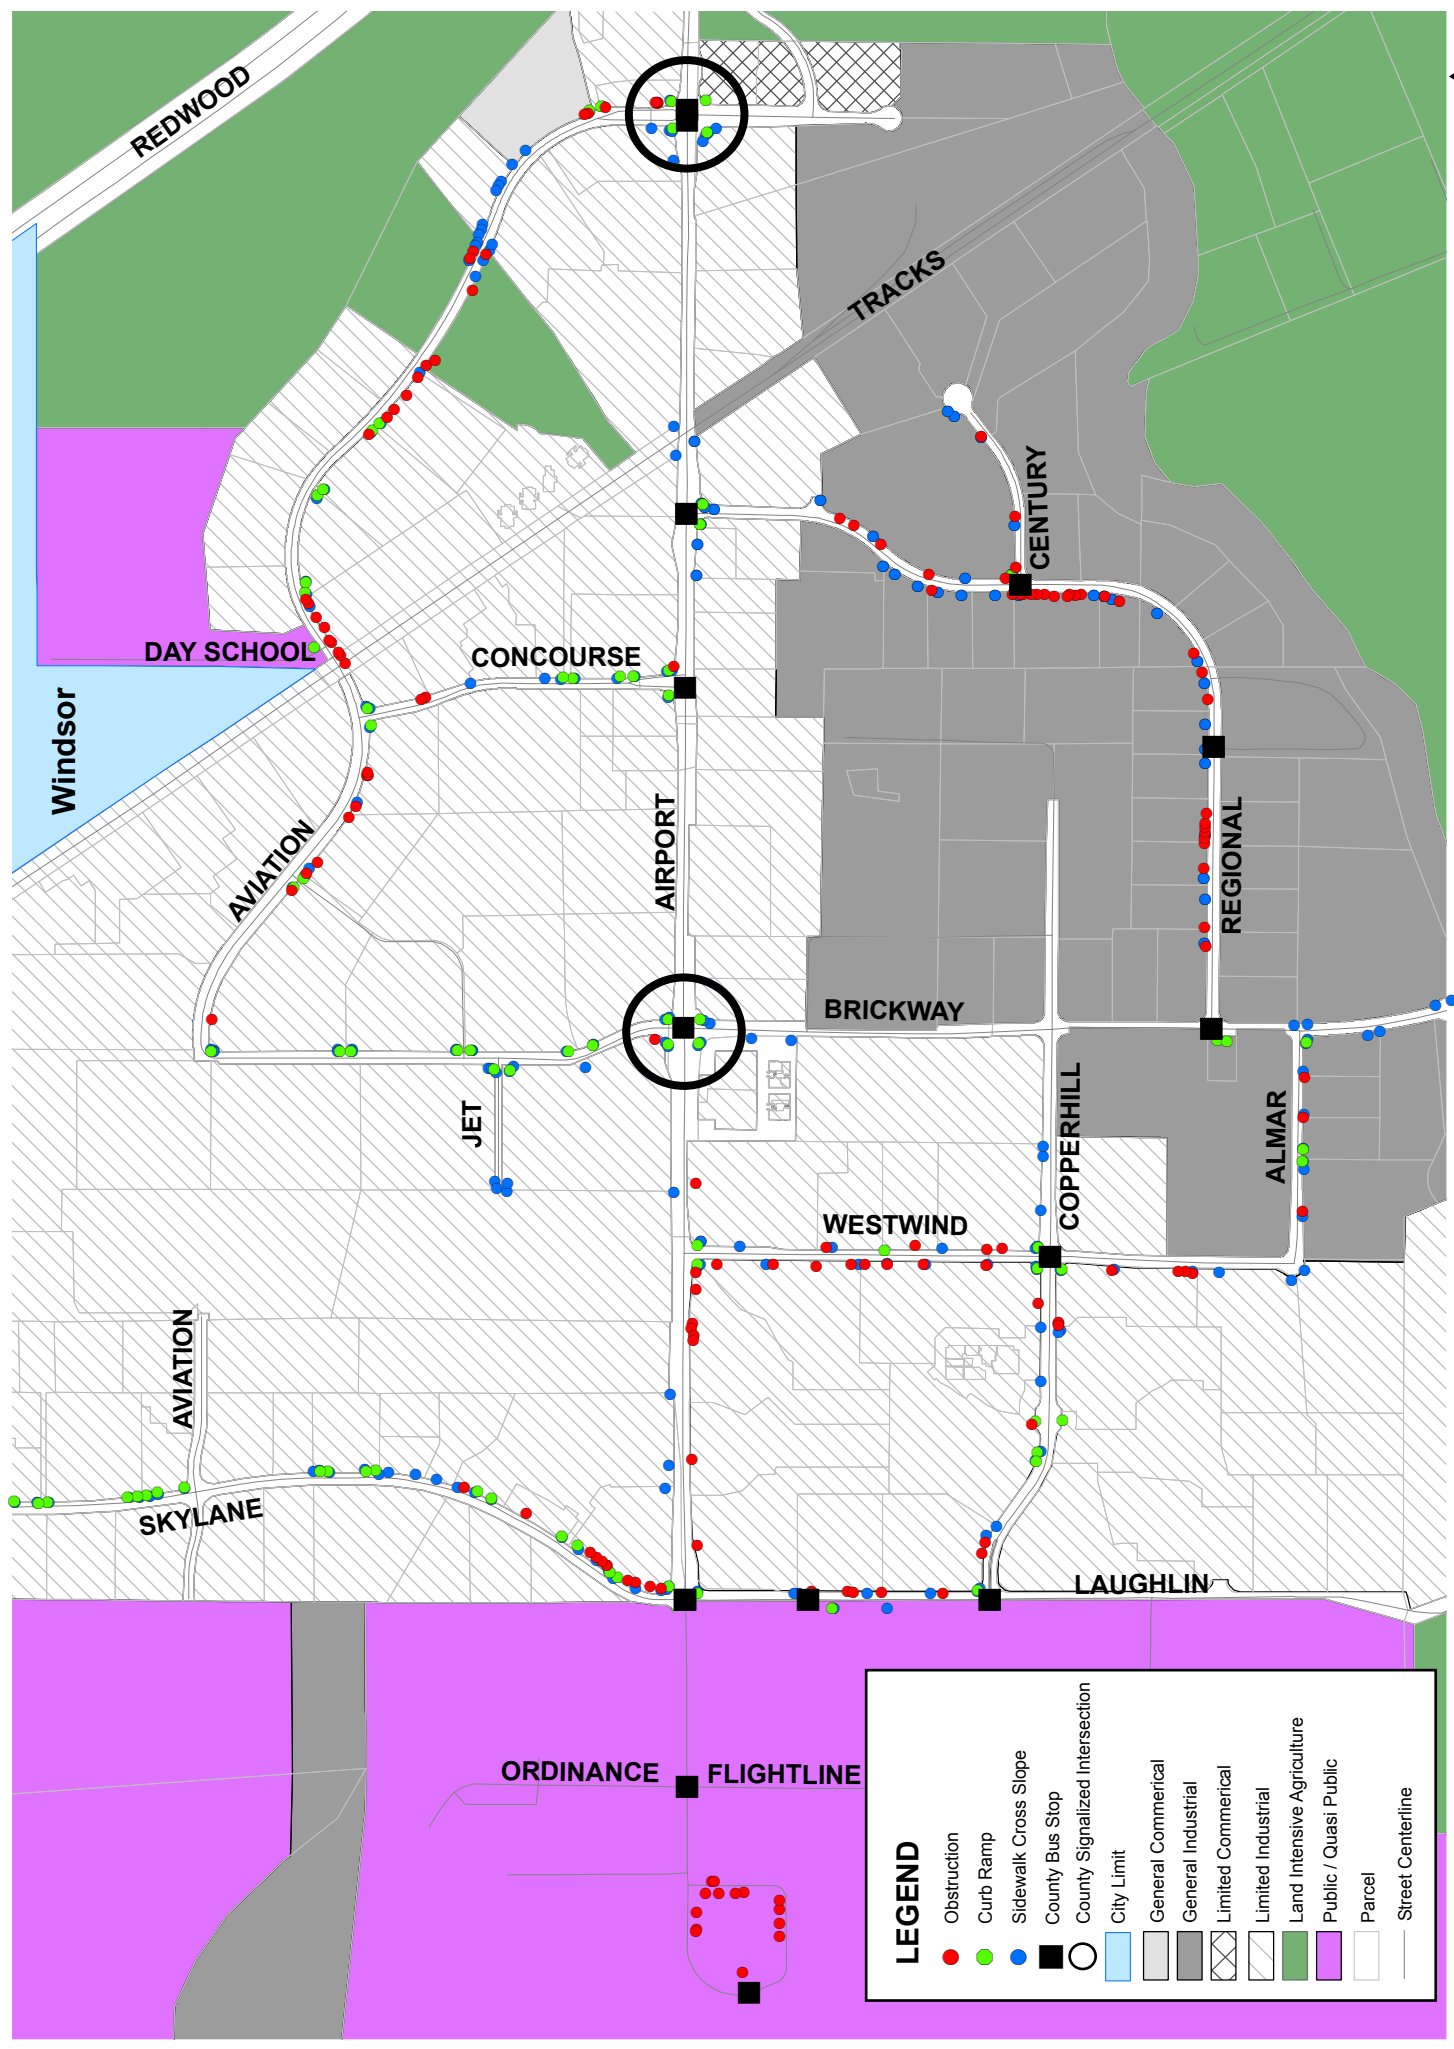 REDWOOD
TRACKS
CENTURY
DAY SCHOOL
CONCOURSE
Windsor
AVIATION
AIRPORT
REGIONAL
BRICKWAY
JET
COPPERHILL
ALMAR
WESTWIND
AVIATION
SKYLANE
LAUGHLIN
ORDINANCE
FLIGHTLINE
LEGEND
Obstruction
Curb Ramp
Sidewalk Cross Slope
County Bus Stop
County Signalized Intersection
City Limit
General Commerical
General Industrial
Limited Commerical
Limited Industrial
Land Intensive Agriculture
Public / Quasi Public
Parcel
Street Centerline